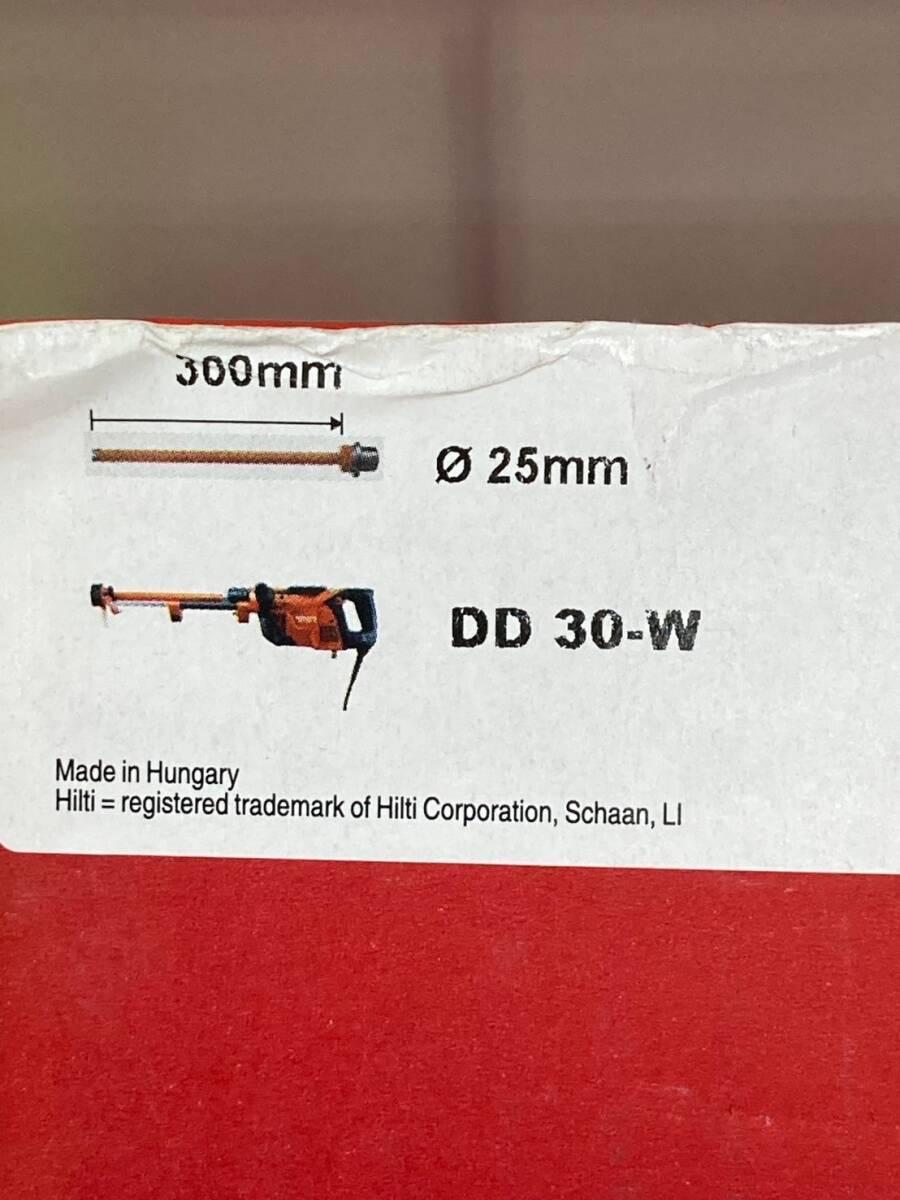 300mm
Ø 25mm
DD 30-W
Made in Hungary
Hilti = registered trademark of Hilti Corporation, Schaan, LI